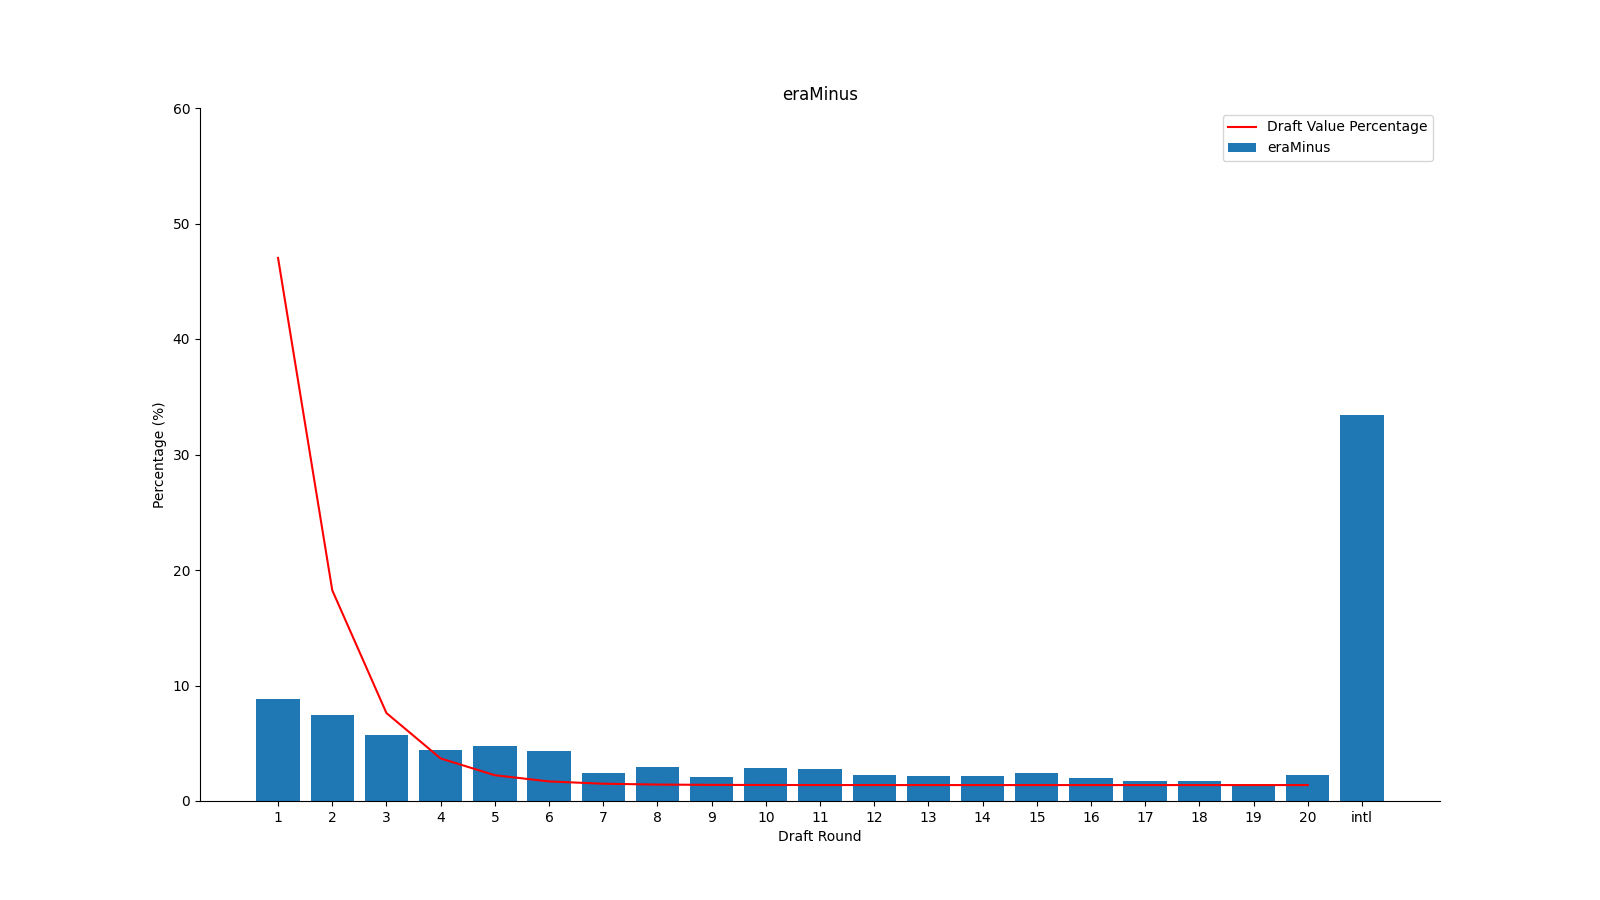 eraMinus
Draft Value Percentage
eraMinus
60
50
40
30
20
10
0
Percentage (%)
1 2 3 4 5 6 7 8 9 10 11 12 13 14 15 16 17 18 19 20 intl
Draft Round